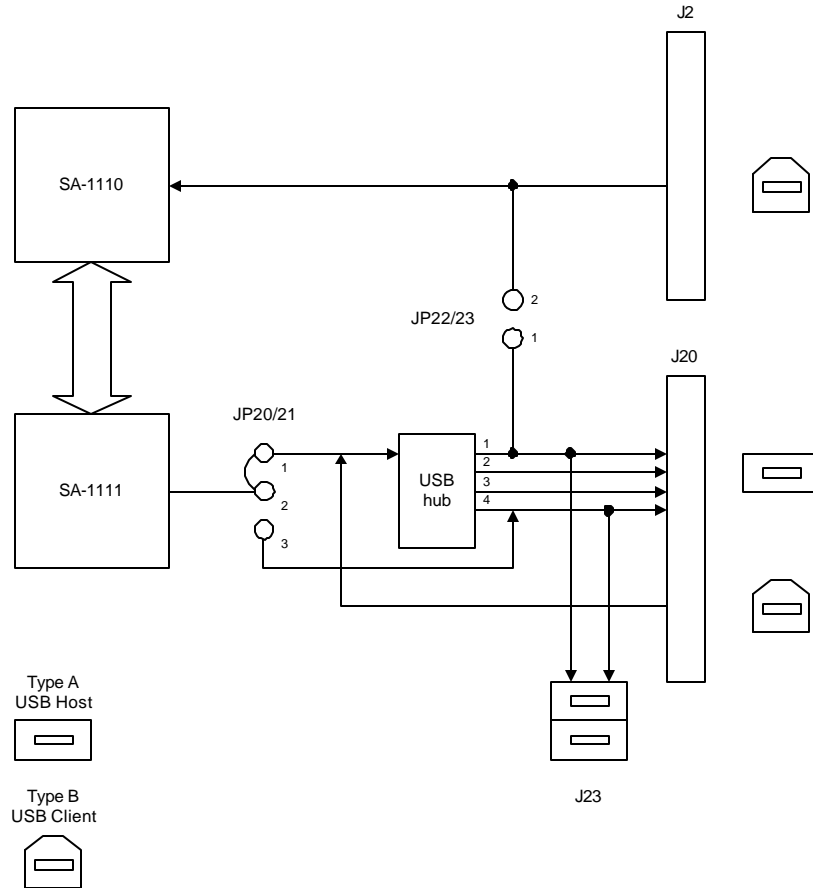 J2
SA-1110
2
JP22/23
1
J20
JP20/21
1
2
3
SA-1111
USB
hub
1
2
3
4
Type A
USB Host
Type B
USB Client
J23